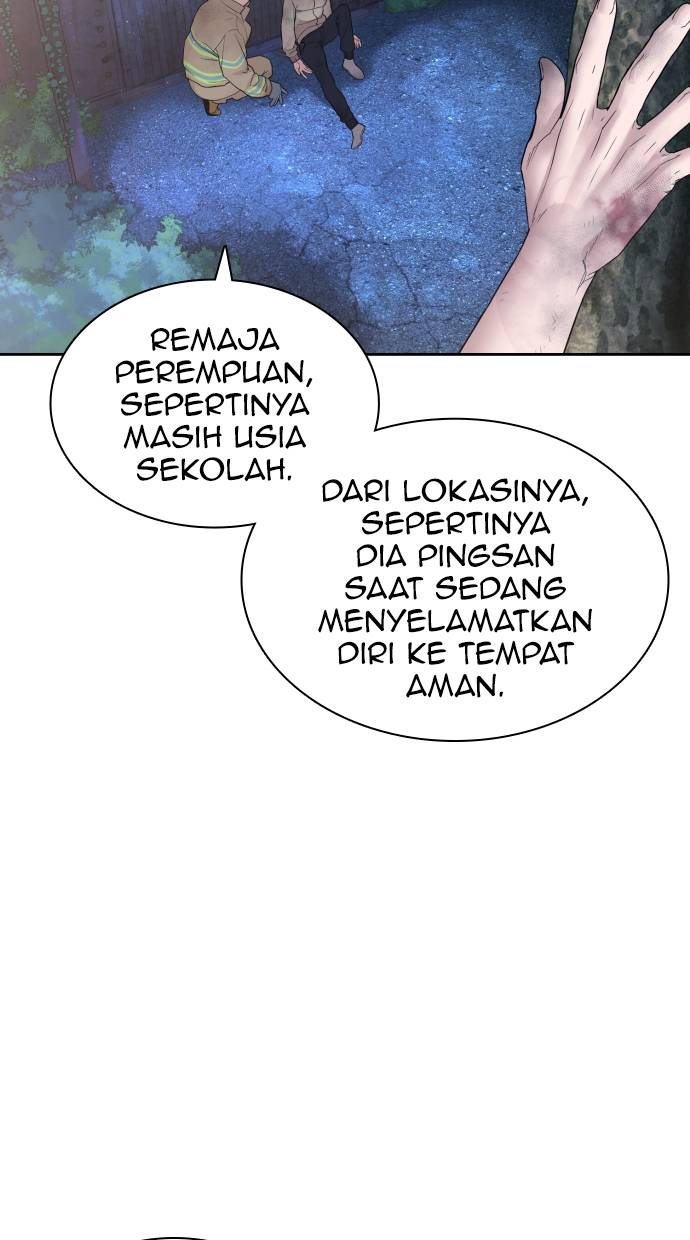 REMAJA
PEREMPUAN,
SEPERTINYA
MASIH USIA
SEKOLAH.
DARI LOKASINYA,
SEPERTINYA
DIA PINGSAN
SAAT SEDANG
MENYELAMATKAN
DIRI KE TEMPAT
AMAN.